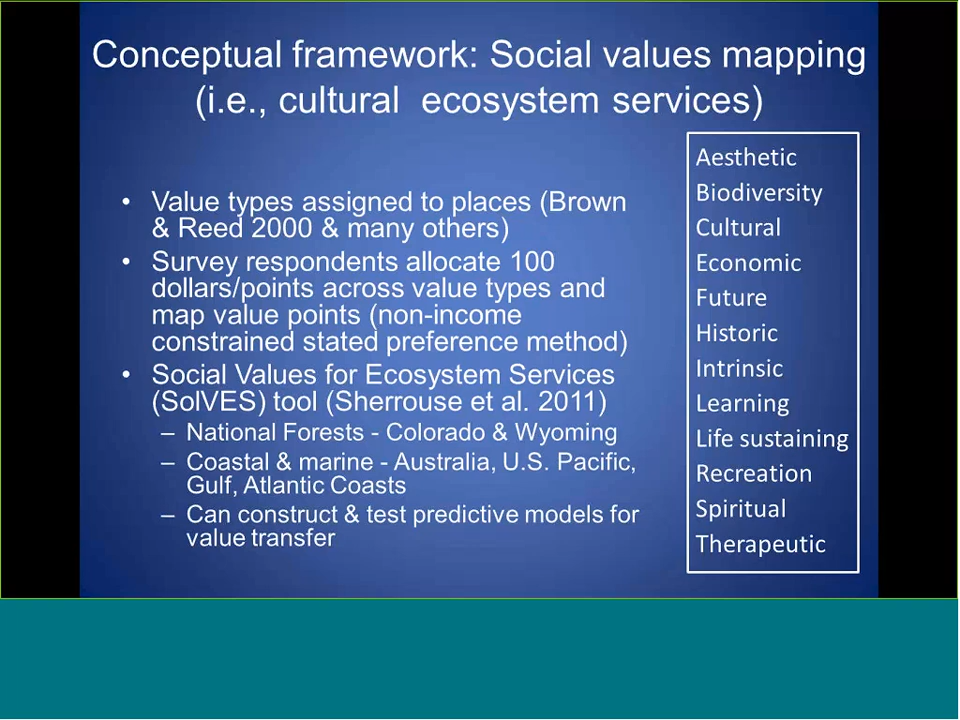 Conceptual framework: Social values mapping
(i.e., cultural ecosystem services)
• Value types assigned to places (Brown
& Reed 2000 & many others)
• Survey respondents allocate 100
dollars/points across value types and
map value points (non-income
constrained stated preference method)
• Social Values for Ecosystem Services
(SolVES) tool (Sherrouse et al. 2011)
– National Forests - Colorado & Wyoming
– Coastal & marine - Australia, U.S. Pacific,
Gulf, Atlantic Coasts
– Can construct & test predictive models for
value transfer
Aesthetic
Biodiversity
Cultural
Economic
Future
Historic
Intrinsic
Learning
Life sustaining
Recreation
Spiritual
Therapeutic